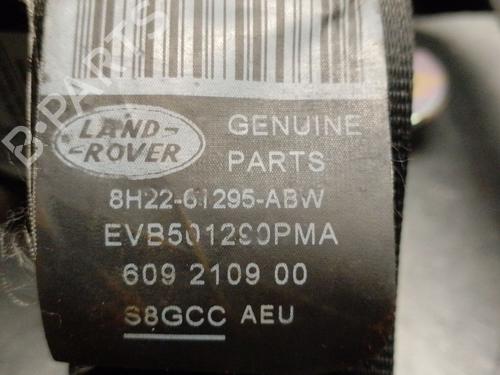 B-PARTS
LAND-
ROVER
GENUINE
PARTS
8H22-61295-ABW
EVB501290PMA
609 2109 00
S8GCC AEU